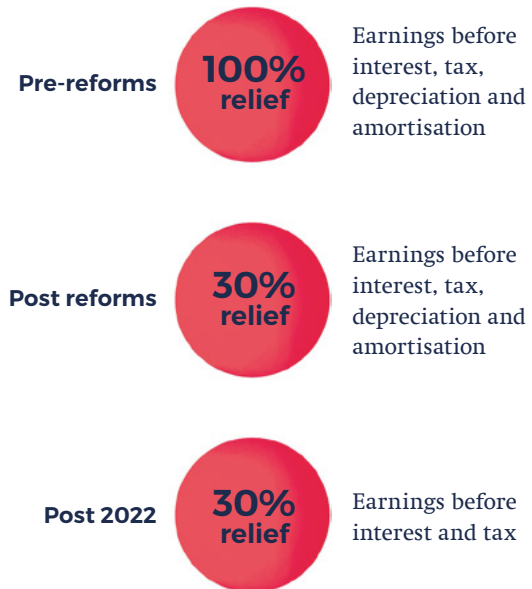 Pre-reforms
100%
relief
Earnings before
interest, tax,
depreciation and
amortisation
Post reforms
30%
relief
Earnings before
interest, tax,
depreciation and
amortisation
Post 2022
30%
relief
Earnings before
interest and tax